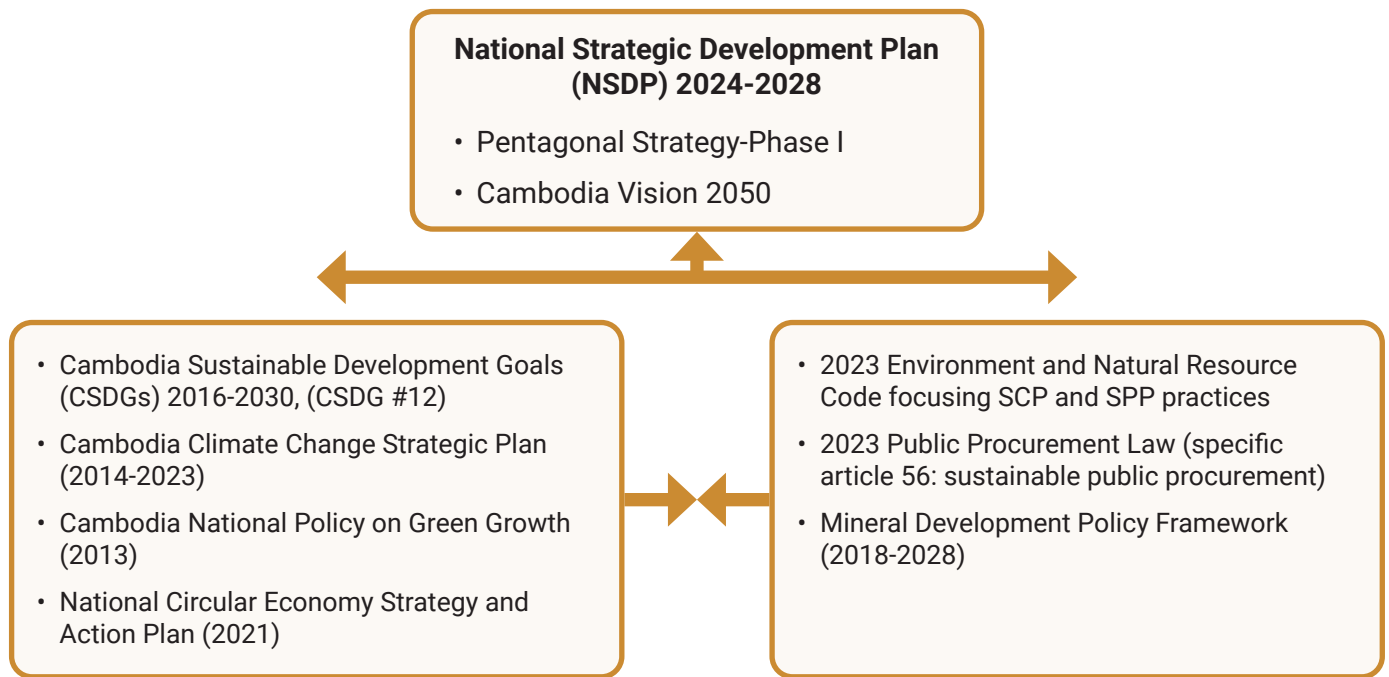 National Strategic Development Plan
(NSDP) 2024-2028
• Pentagonal Strategy-Phase I
• Cambodia Vision 2050
• Cambodia Sustainable Development Goals
(CSDGs) 2016-2030, (CSDG #12)
• Cambodia Climate Change Strategic Plan
(2014-2023)
• Cambodia National Policy on Green Growth
(2013)
• National Circular Economy Strategy and
Action Plan (2021)
• 2023 Environment and Natural Resource
Code focusing SCP and SPP practices
• 2023 Public Procurement Law (specific
article 56: sustainable public procurement)
• Mineral Development Policy Framework
(2018-2028)